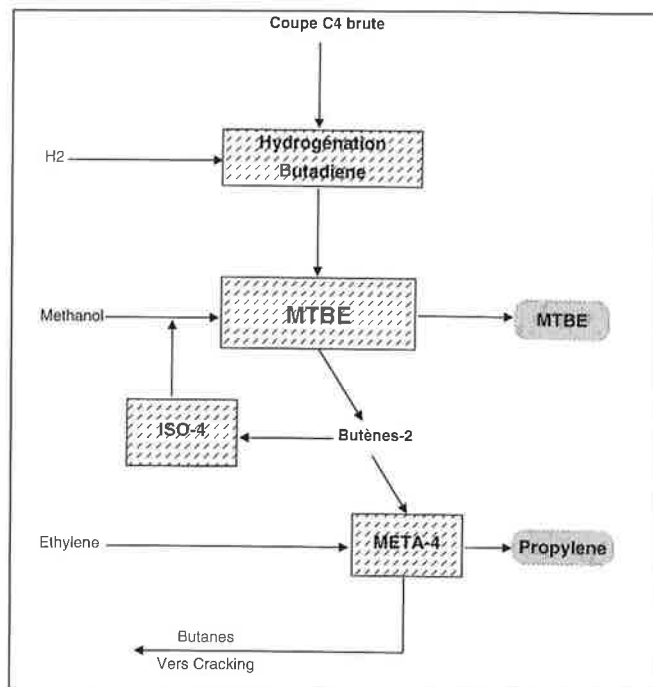 Coupe C4 brute
Hydrogénation
Butadiene
H2
Methanol
MTBE
MTBE
ISO-4
Butènes-2
Ethylene
META-4
Propylene
Butanes
Vers Cracking